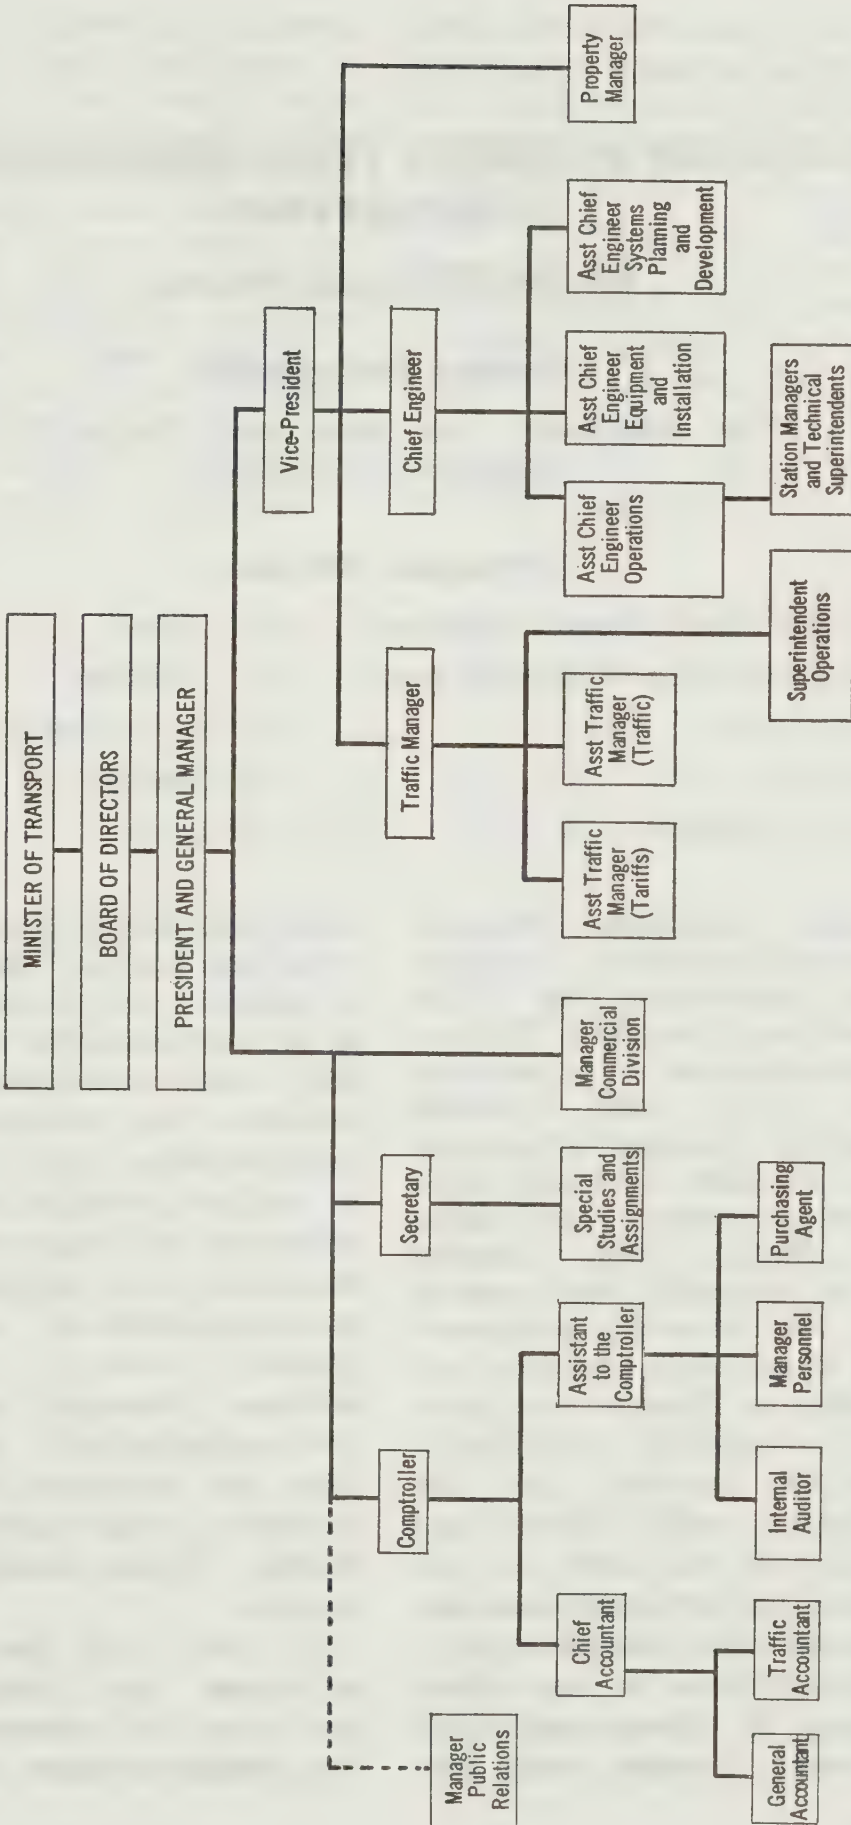 MINISTER OF TRANSPORT
BOARD OF DIRECTORS
PRESIDENT AND GENERAL MANAGER
Vice-President
Manager
Public
Relations
Comptroller
Secretary
Traffic Manager
Chief Engineer
Chief
Accountant
Assistant
to the
Comptroller
Special
Studies and
Assignments
Manager
Commercial
Division
Asst Traffic
Manager
(Tariffs)
Asst Traffic
Manager
(Traffic)
Asst Chief
Engineer
Operations
Asst Chief
Engineer
Equipment
and
Installation
Asst Chief
Engineer
Systems
Planning
and
Development
Property
Manager
General
Accountant
Traffic
Accountant
Internal
Auditor
Manager
Personnel
Purchasing
Agent
Superintendent
Operations
Station Managers
and Technical
Superintendents